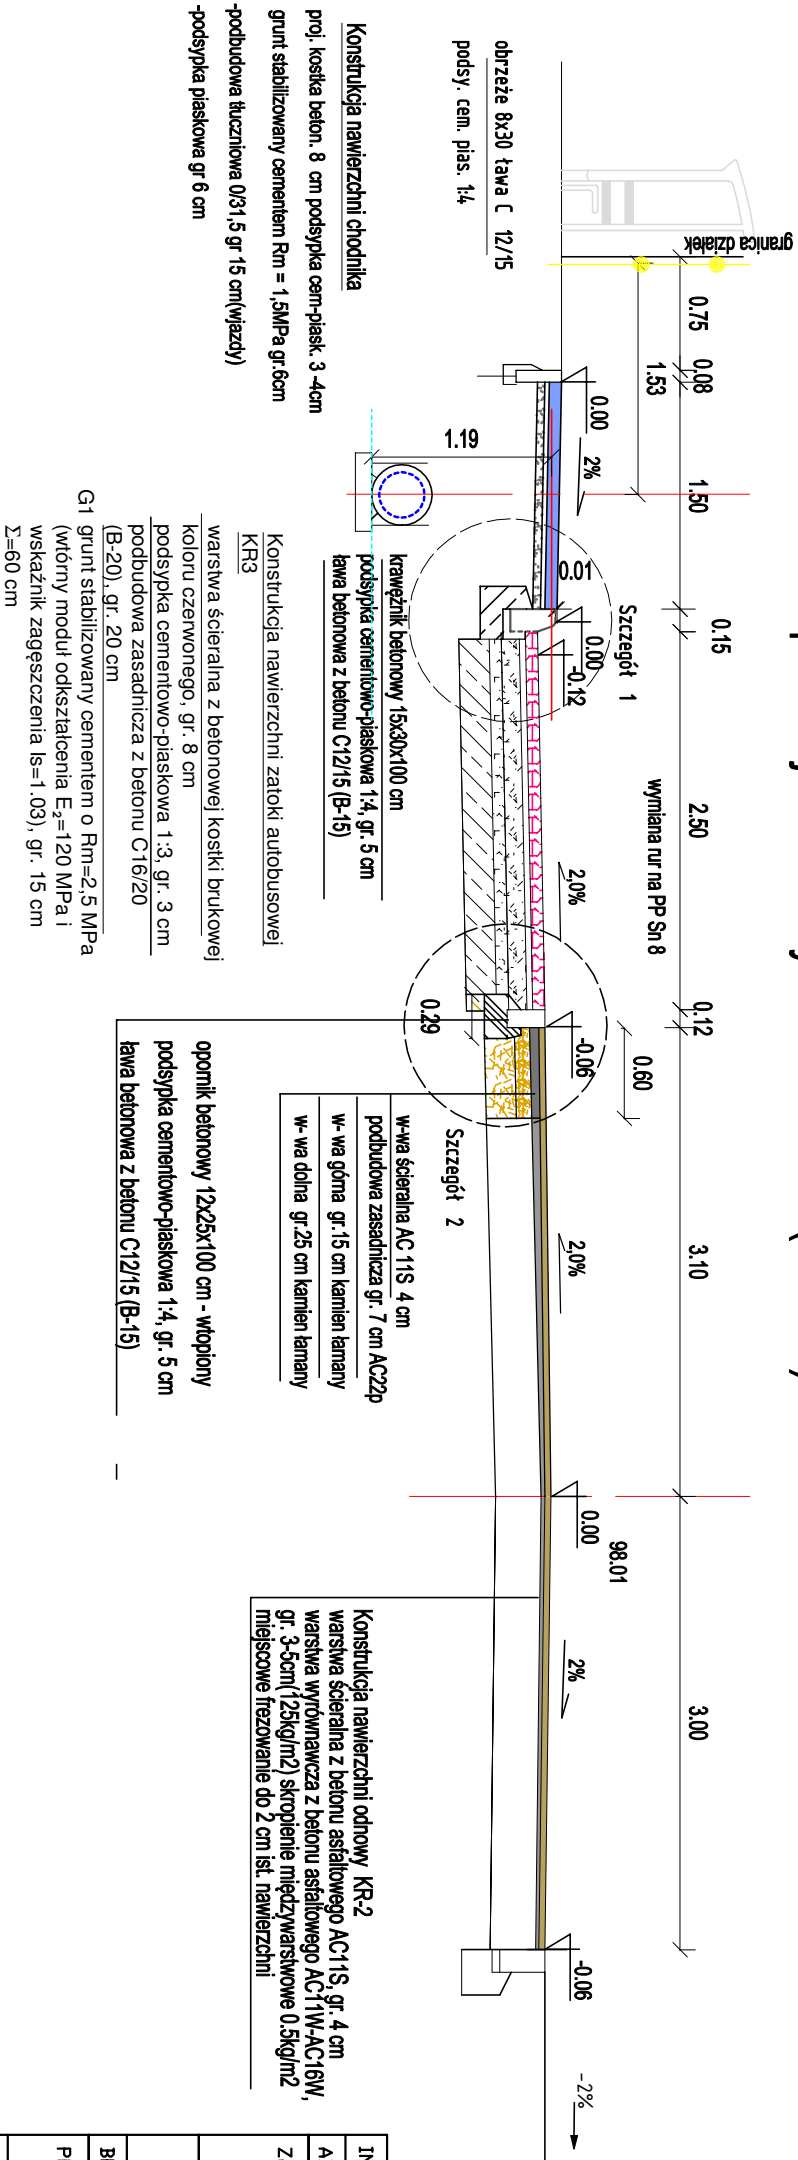 granica działek
0.75
0.08
1.50
0.15
2.50
0.12
3.10
3.00
1.53
wymiana rur na PP Sn 8
0.60
98.01
Szczegół 1
0.00
2%
0.01
0.00
-0.12
2,0%
-0.06
2,0%
0.00
2%
-0.06
-2%
1.19
0.29
Szczegół 2
obrzeże 8x30 ława C 12/15
podsy. cem. pias. 1:4
Konstrukcja nawierzchni chodnika
proj. kostka beton. 8 cm podsypka cem-piask. 3 -4cm
grunt stabilizowany cementem Rm = 1,5MPa gr.6cm
-podbudowa tłuczniowa 0/31,5 gr 15 cm(wjazdy)
-podsypka piaskowa gr 6 cm
krawężnik betonowy 15x30x100 cm
podsypka cementowo-piaskowa 1:4, gr. 5 cm
ława betonowa z betonu C12/15 (B-15)
Konstrukcja nawierzchni zatoki autobusowej
KR3
warstwa ścieralna z betonowej kostki brukowej
koloru czerwonego, gr. 8 cm
podsypka cementowo-piaskowa 1:3, gr. 3 cm
podbudowa zasadnicza z betonu C16/20
(B-20), gr. 20 cm
G1 grunt stabilizowany cementem o Rm=2,5 MPa
(wtórny moduł odkształcenia E₂=120 MPa i
wskaźnik zagęszczenia Is=1.03), gr. 15 cm
Σ=60 cm
w-wa ścieralna AC 11S 4 cm
podbudowa zasadnicza gr. 7 cm AC22p
w- wa górna gr.15 cm kamien łamany
w- wa dolna gr.25 cm kamien łamany
opornik betonowy 12x25x100 cm - wtopiony
podsypka cementowo-piaskowa 1:4, gr. 5 cm
ława betonowa z betonu C12/15 (B-15)
Konstrukcja nawierzchni odnowy KR-2
warstwa ścieralna z betonu asfaltowego AC11S, gr. 4 cm
warstwa wyrównawcza z betonu asfaltowego AC11W-AC16W,
gr. 3-5cm(125kg/m2) skropienie międzywarstwowe 0.5kg/m2
miejscowe frezowanie do 2 cm ist. nawierzchni